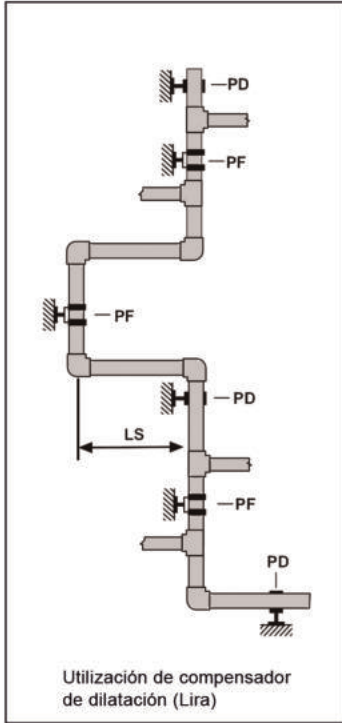 PD
PF
PF
PD
LS
PF
PD
Utilización de compensador
de dilatación (Lira)